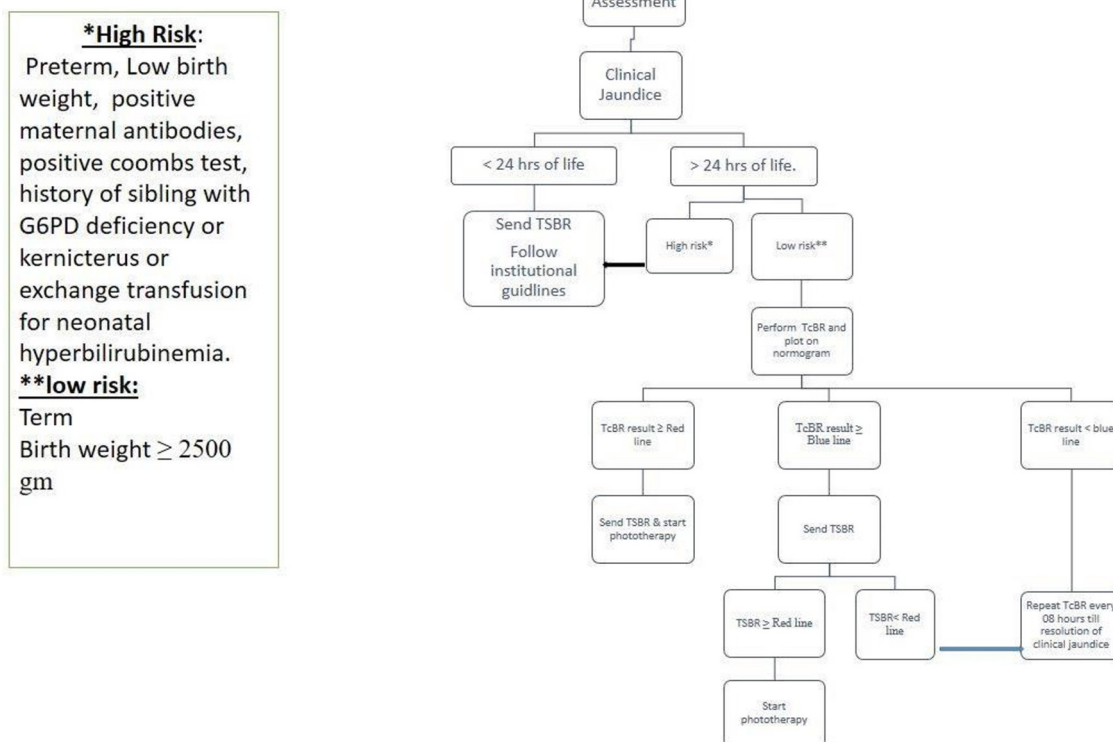 *High Risk:
Preterm, Low birth
weight, positive
maternal antibodies,
positive coombs test,
history of sibling with
G6PD deficiency or
kernicterus or
exchange transfusion
for neonatal
hyperbilirubinemia.
**low risk:
Term
Birth weight ≥ 2500
gm
Assessment
Clinical
Jaundice
< 24 hrs of life
> 24 hrs of life.
Send TSBR
Follow
institutional
guidlines
High risk*
Low risk**
Perform TcBR and
plot on
normogram
TcBR result ≥ Red
line
TcBR result ≥
Blue line
TcBR result < blue
line
Send TSBR & start
phototherapy
Send TSBR
TSBR ≥ Red line
TSBR< Red
line
Repeat TcBR every
08 hours till
resolution of
clinical jaundice
Start
phototherapy